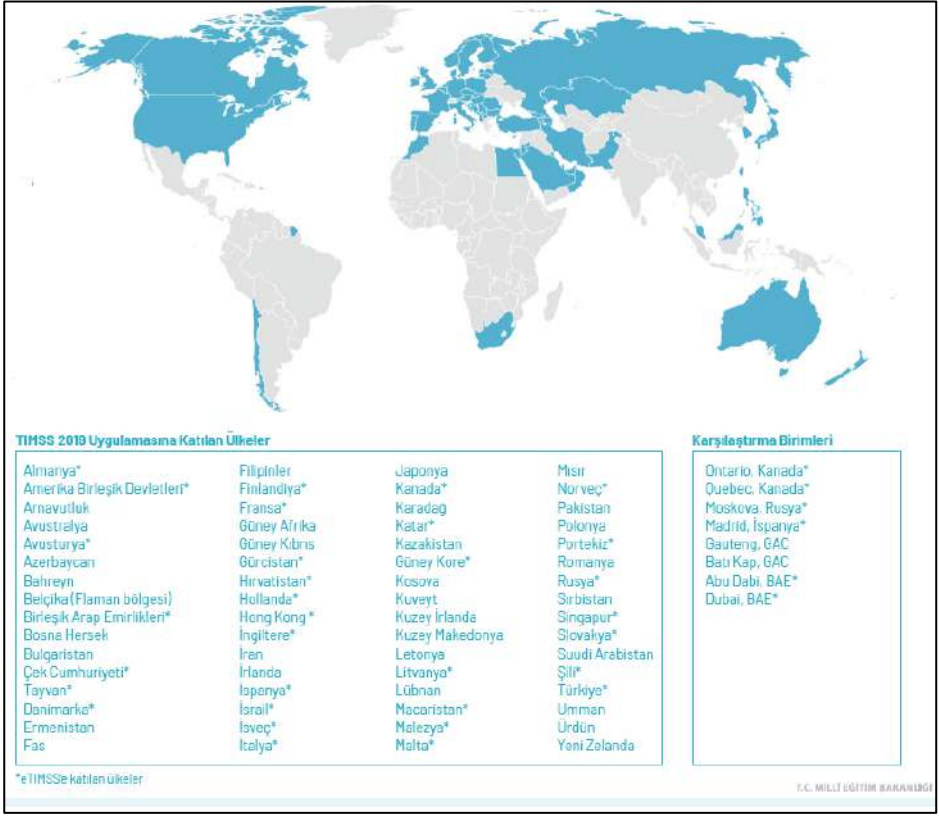 TIMSS 2019 Uygulamasına Katılan Ülkeler
Almanya*
Amerika Birleşik Devletleri*
Arnavutluk
Avustralya
Avusturya*
Azerbaycan
Bahreyn
Belçika (Flaman bölgesi)
Birleşik Arap Emirlikleri*
Bosna Hersek
Bulgaristan
Çek Cumhuriyeti*
Tayvan*
Danimarka*
Ermenistan
Fas
Filipinler
Finlandiya*
Fransa*
Güney Afrika
Güney Kıbrıs
Gürcistan*
Hırvatistan*
Hollanda*
Hong Kong*
İngiltere*
İran
İrlanda
İspanya*
İsrail*
İsveç*
İtalya*
Japonya
Kanada*
Karadağ
Katar*
Kazakistan
Güney Kore*
Kosova
Kuveyt
Kuzey İrlanda
Kuzey Makedonya
Letonya
Litvanya*
Lübnan
Macaristan*
Malezya*
Malta*
Mısır
Norveç*
Pakistan
Polonya
Portekiz*
Romanya
Rusya*
Sırbistan
Singapur*
Slovakya*
Suudi Arabistan
Şili*
Türkiye*
Umman
Ürdün
Yeni Zelanda
Karşılaştırma Birimleri
Ontario, Kanada*
Quebec, Kanada*
Moskova, Rusya*
Madrid, İspanya*
Gauteng, GAC
Batı Kap, GAC
Abu Dabi, BAE*
Dubai, BAE*
*eTIMSS'e katılan ülkeler
T.C. MİLLİ EĞİTİM BAKANLIĞI